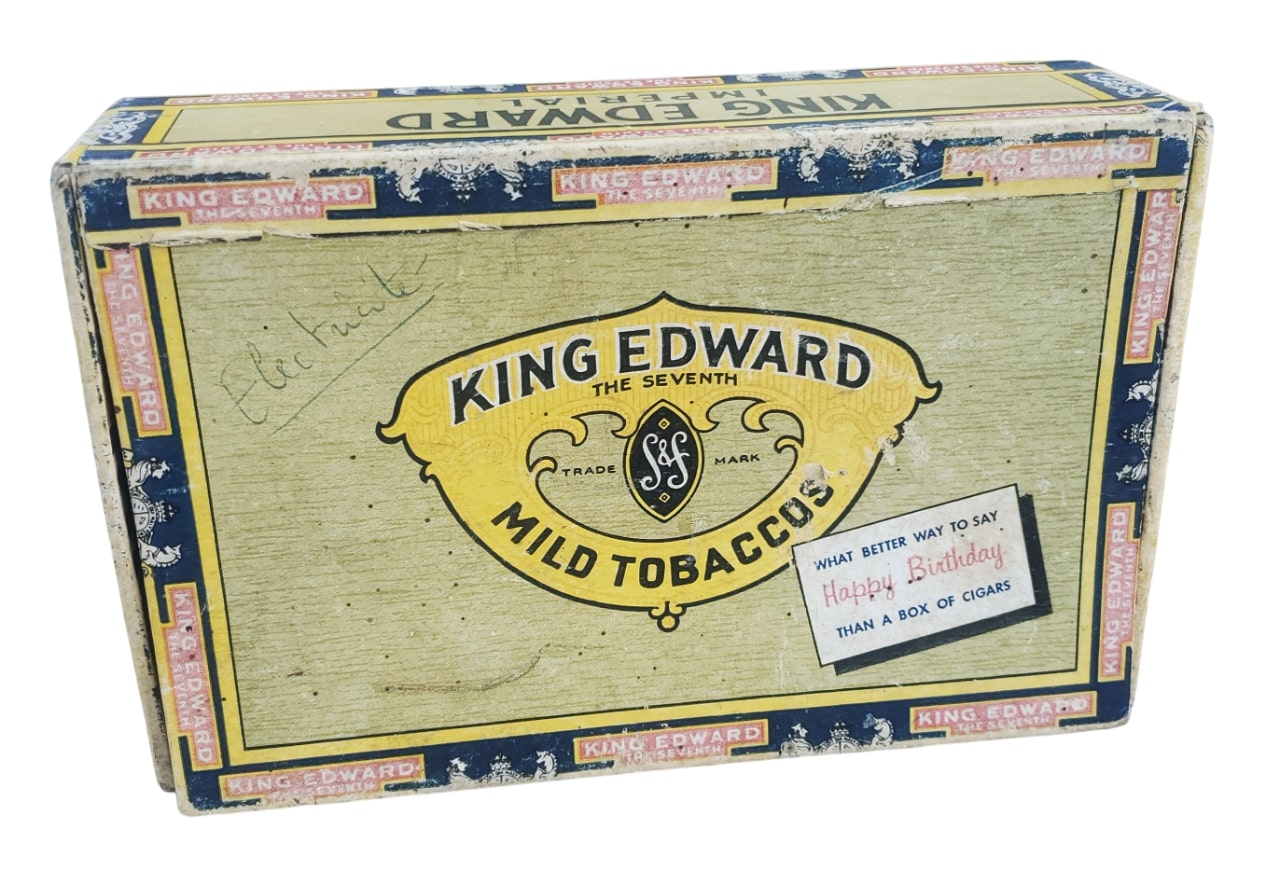 KING EDWARD
IMPERIAL
KING EDWARD
THE SEVENTH
KING EDWARD
THE SEVENTH
KING EDWARD
THE SEVENTH
Electricité
KING EDWARD
THE SEVENTH
TRADE MARK
MILD TOBACCOS
WHAT BETTER WAY TO SAY
Happy Birthday
THAN A BOX OF CIGARS
KING EDWARD
THE SEVENTH
KING EDWARD
THE SEVENTH
KING EDWARD
THE SEVENTH
KING EDWARD
THE SEVENTH
KING EDWARD
THE SEVENTH
KING EDWARD
THE SEVENTH
KING EDWARD
THE SEVENTH